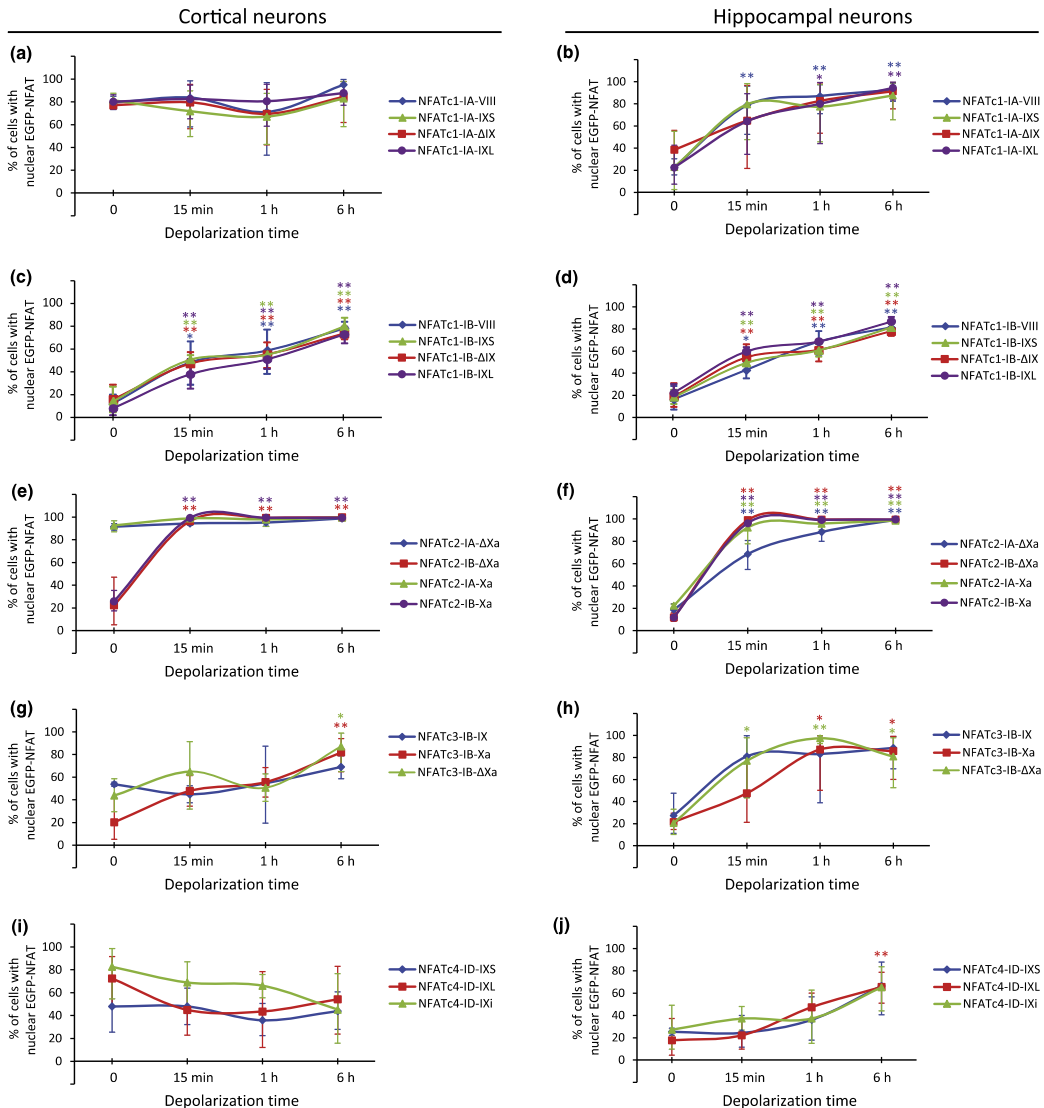 Cortical neurons
Hippocampal neurons
(a)
% of cells with
nuclear EGFP-NFAT
100
80
60
40
20
0
**
0 15 min 1 h 6 h
Depolarization time
NFATc1-IA-VIII
NFATc1-IA-IXS
NFATc1-IA-ΔIX
NFATc1-IA-IXL
(b)
% of cells with
nuclear EGFP-NFAT
100
80
60
40
20
0
** ** **
* **
0 15 min 1 h 6 h
Depolarization time
NFATc1-IA-VIII
NFATc1-IA-IXS
NFATc1-IA-ΔIX
NFATc1-IA-IXL
(c)
% of cells with
nuclear EGFP-NFAT
100
80
60
40
20
0
** ** **
** ** **
** ** **
* ** **
0 15 min 1 h 6 h
Depolarization time
NFATc1-IB-VIII
NFATc1-IB-IXS
NFATc1-IB-ΔIX
NFATc1-IB-IXL
(d)
% of cells with
nuclear EGFP-NFAT
100
80
60
40
20
0
** ** **
** ** **
** ** **
* ** **
0 15 min 1 h 6 h
Depolarization time
NFATc1-IB-VIII
NFATc1-IB-IXS
NFATc1-IB-ΔIX
NFATc1-IB-IXL
(e)
% of cells with
nuclear EGFP-NFAT
100
80
60
40
20
0
** ** **
** ** **
0 15 min 1 h 6 h
Depolarization time
NFATc2-IA-ΔXa
NFATc2-IB-ΔXa
NFATc2-IA-Xa
NFATc2-IB-Xa
(f)
% of cells with
nuclear EGFP-NFAT
100
80
60
40
20
0
** ** **
** ** **
** ** **
** ** **
0 15 min 1 h 6 h
Depolarization time
NFATc2-IA-ΔXa
NFATc2-IB-ΔXa
NFATc2-IA-Xa
NFATc2-IB-Xa
(g)
% of cells with
nuclear EGFP-NFAT
100
80
60
40
20
0
*
**
0 15 min 1 h 6 h
Depolarization time
NFATc3-IB-IX
NFATc3-IB-Xa
NFATc3-IB-ΔXa
(h)
% of cells with
nuclear EGFP-NFAT
100
80
60
40
20
0
* *
* ** *
0 15 min 1 h 6 h
Depolarization time
NFATc3-IB-IX
NFATc3-IB-Xa
NFATc3-IB-ΔXa
(i)
% of cells with
nuclear EGFP-NFAT
100
80
60
40
20
0
0 15 min 1 h 6 h
Depolarization time
NFATc4-ID-IXS
NFATc4-ID-IXL
NFATc4-ID-IXi
(j)
% of cells with
nuclear EGFP-NFAT
100
80
60
40
20
0
**
0 15 min 1 h 6 h
Depolarization time
NFATc4-ID-IXS
NFATc4-ID-IXL
NFATc4-ID-IXi